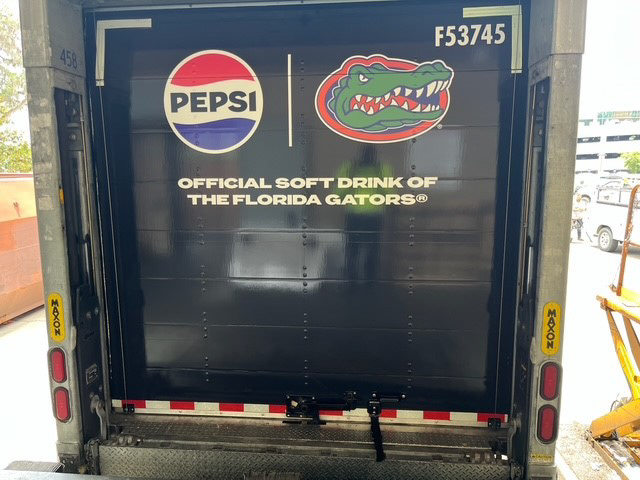 458
F53745
PEPSI
OFFICIAL SOFT DRINK OF
THE FLORIDA GATORS®
MAXON
MAXON